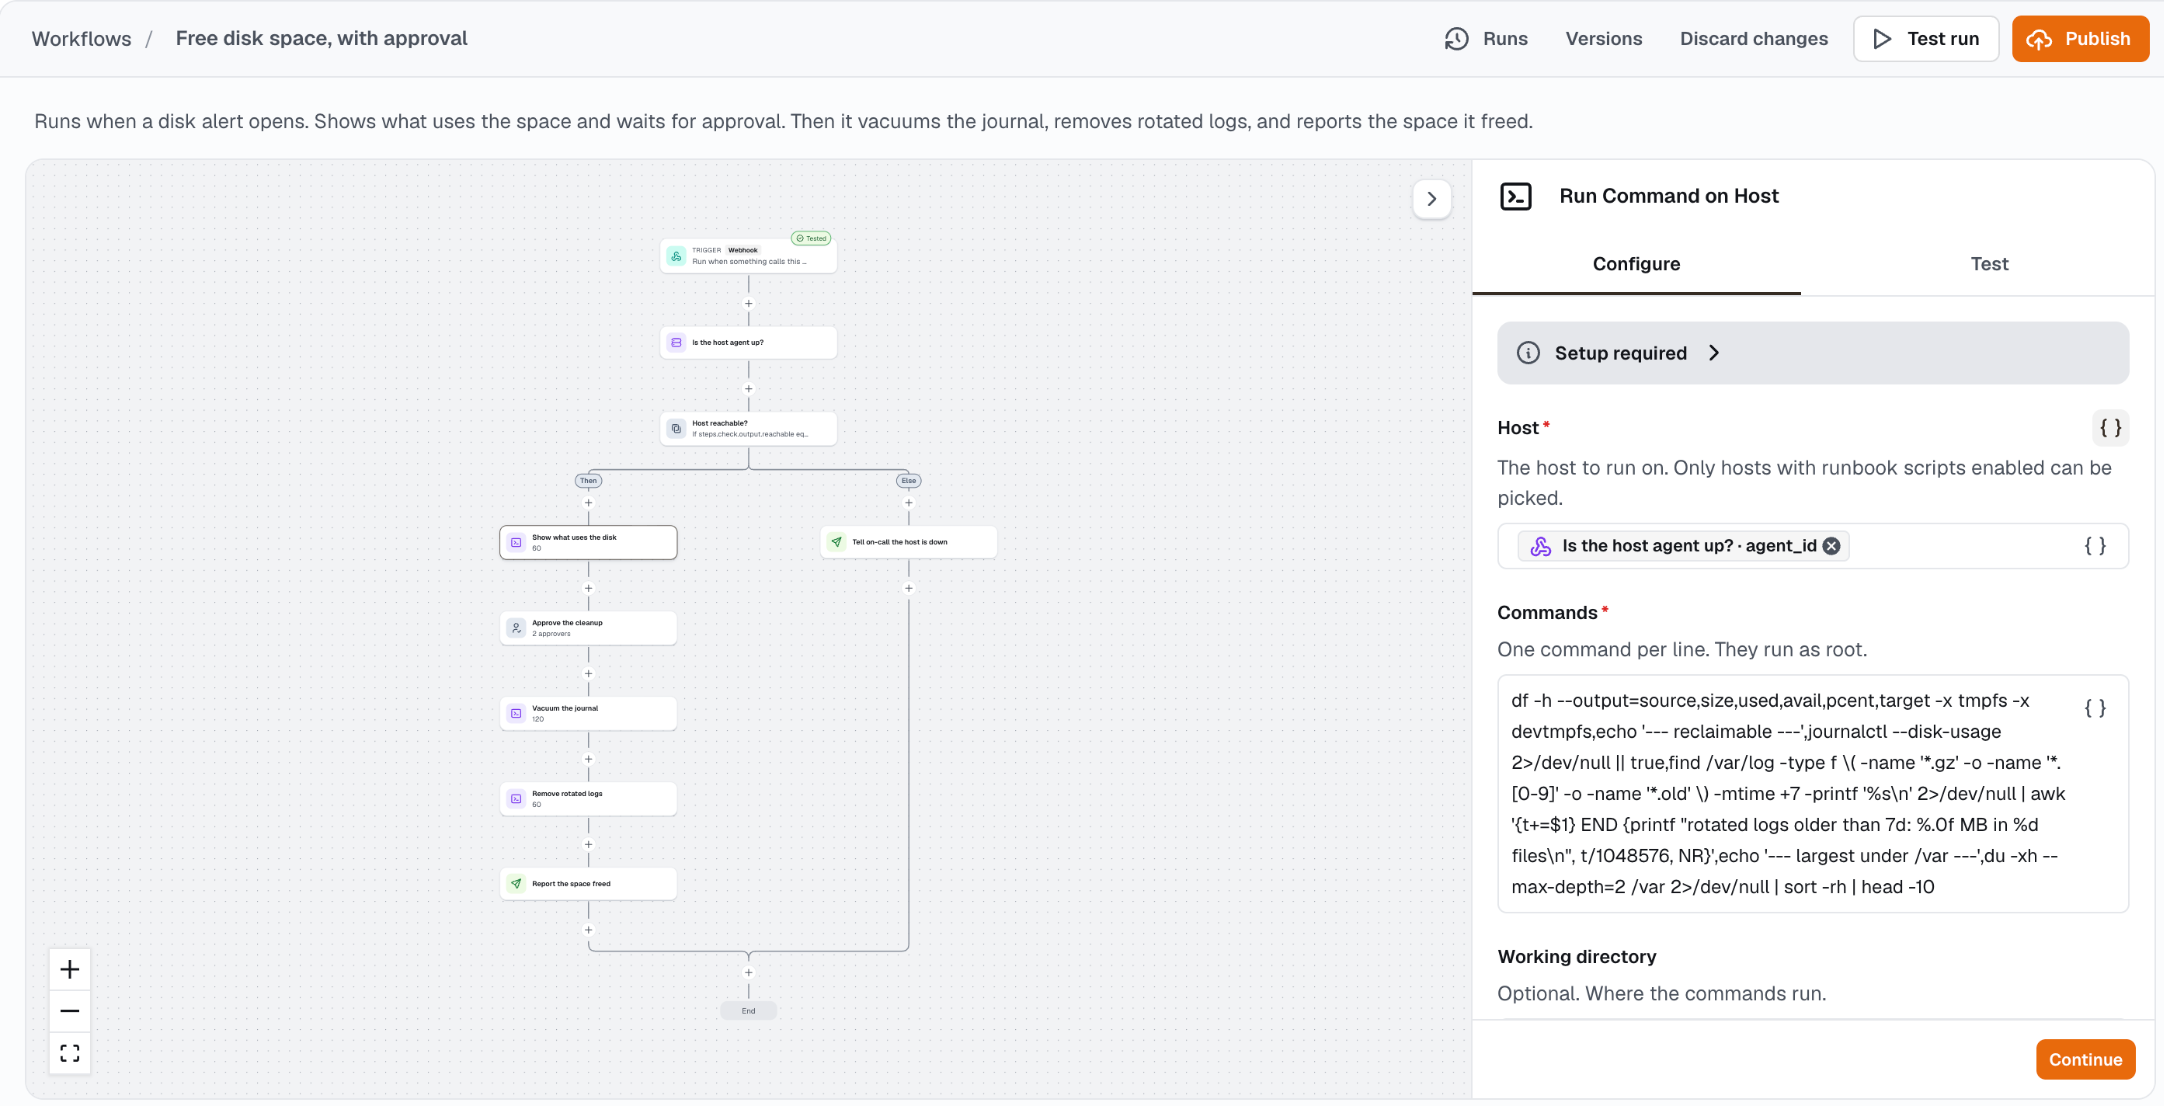 Workflows / Free disk space, with approval
Runs
Versions
Discard changes
Test run
Publish
Runs when a disk alert opens. Shows what uses the space and waits for approval. Then it vacuums the journal, removes rotated logs, and reports the space it freed.
Tested
TRIGGER Webhook
Run when something calls this ...
Is the host agent up?
Host reachable?
If steps.check.output.reachable eq...
Then
Else
Show what uses the disk
60
Tell on-call the host is down
Approve the cleanup
2 approvers
Vacuum the journal
120
Remove rotated logs
60
Report the space freed
End
Run Command on Host
Configure
Test
Setup required
Host *
{ }
The host to run on. Only hosts with runbook scripts enabled can be
picked.
Is the host agent up? · agent_id
{ }
Commands *
One command per line. They run as root.
df -h --output=source,size,used,avail,pcent,target -x tmpfs -x
devtmpfs,echo '--- reclaimable ---',journalctl --disk-usage
2>/dev/null || true,find /var/log -type f \( -name '*.gz' -o -name '*.
[0-9]' -o -name '*.old' \) -mtime +7 -printf '%s\n' 2>/dev/null | awk
'{t+=$1} END {printf "rotated logs older than 7d: %.0f MB in %d
files\n", t/1048576, NR}',echo '--- largest under /var ---',du -xh --
max-depth=2 /var 2>/dev/null | sort -rh | head -10
{ }
Working directory
Optional. Where the commands run.
Continue